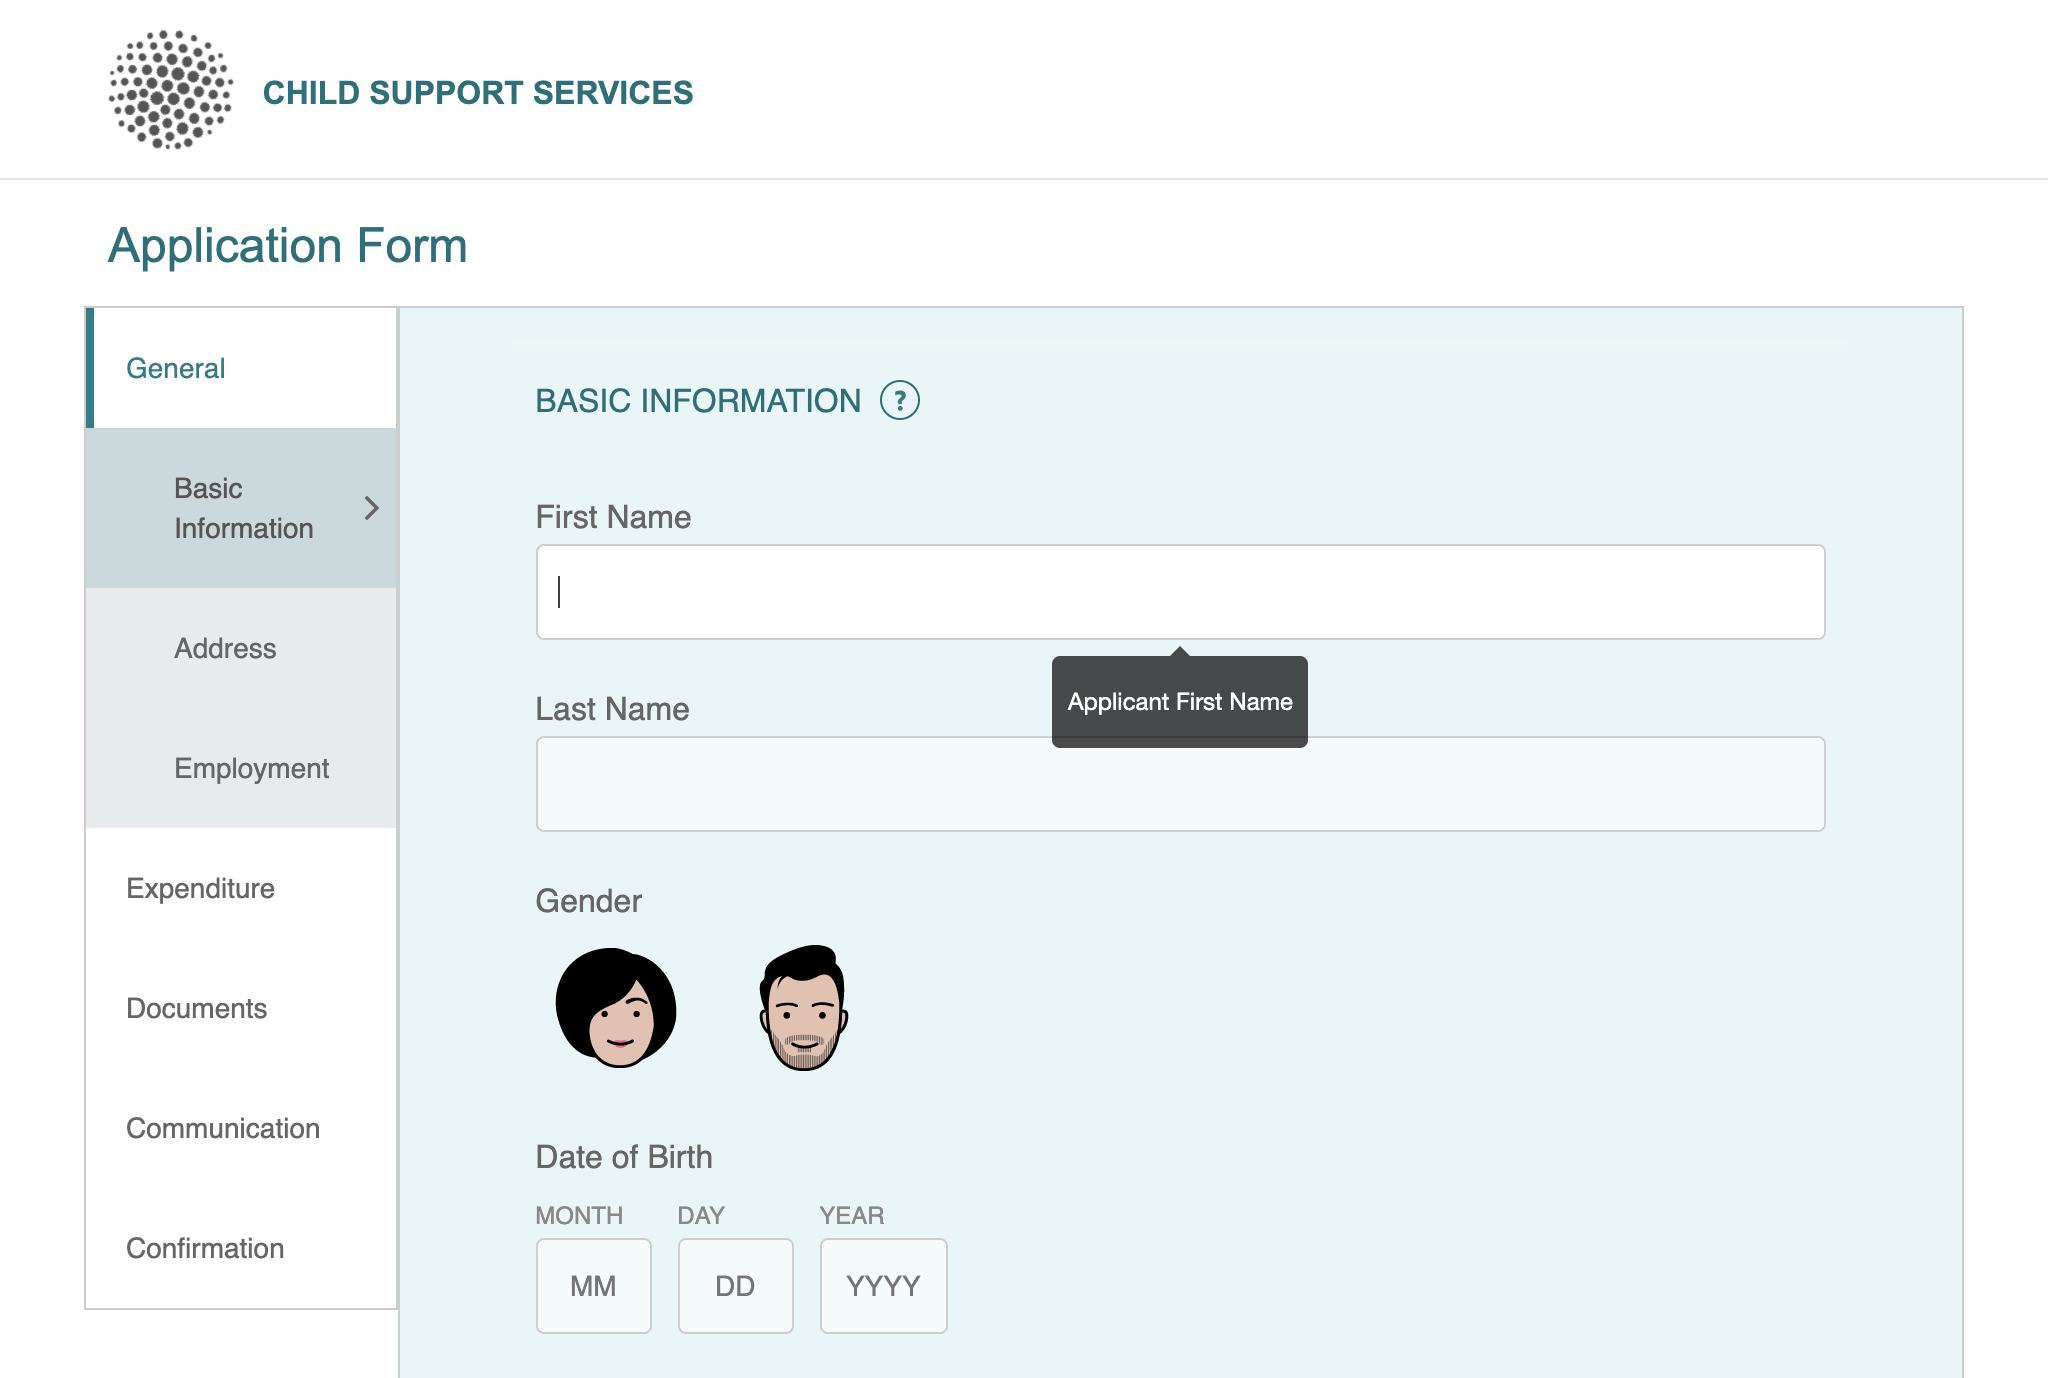 CHILD SUPPORT SERVICES
Application Form
General
Basic
Information
Address
Employment
Expenditure
Documents
Communication
Confirmation
BASIC INFORMATION ?
First Name
Applicant First Name
Last Name
Gender
Date of Birth
MONTH DAY YEAR
MM DD YYYY